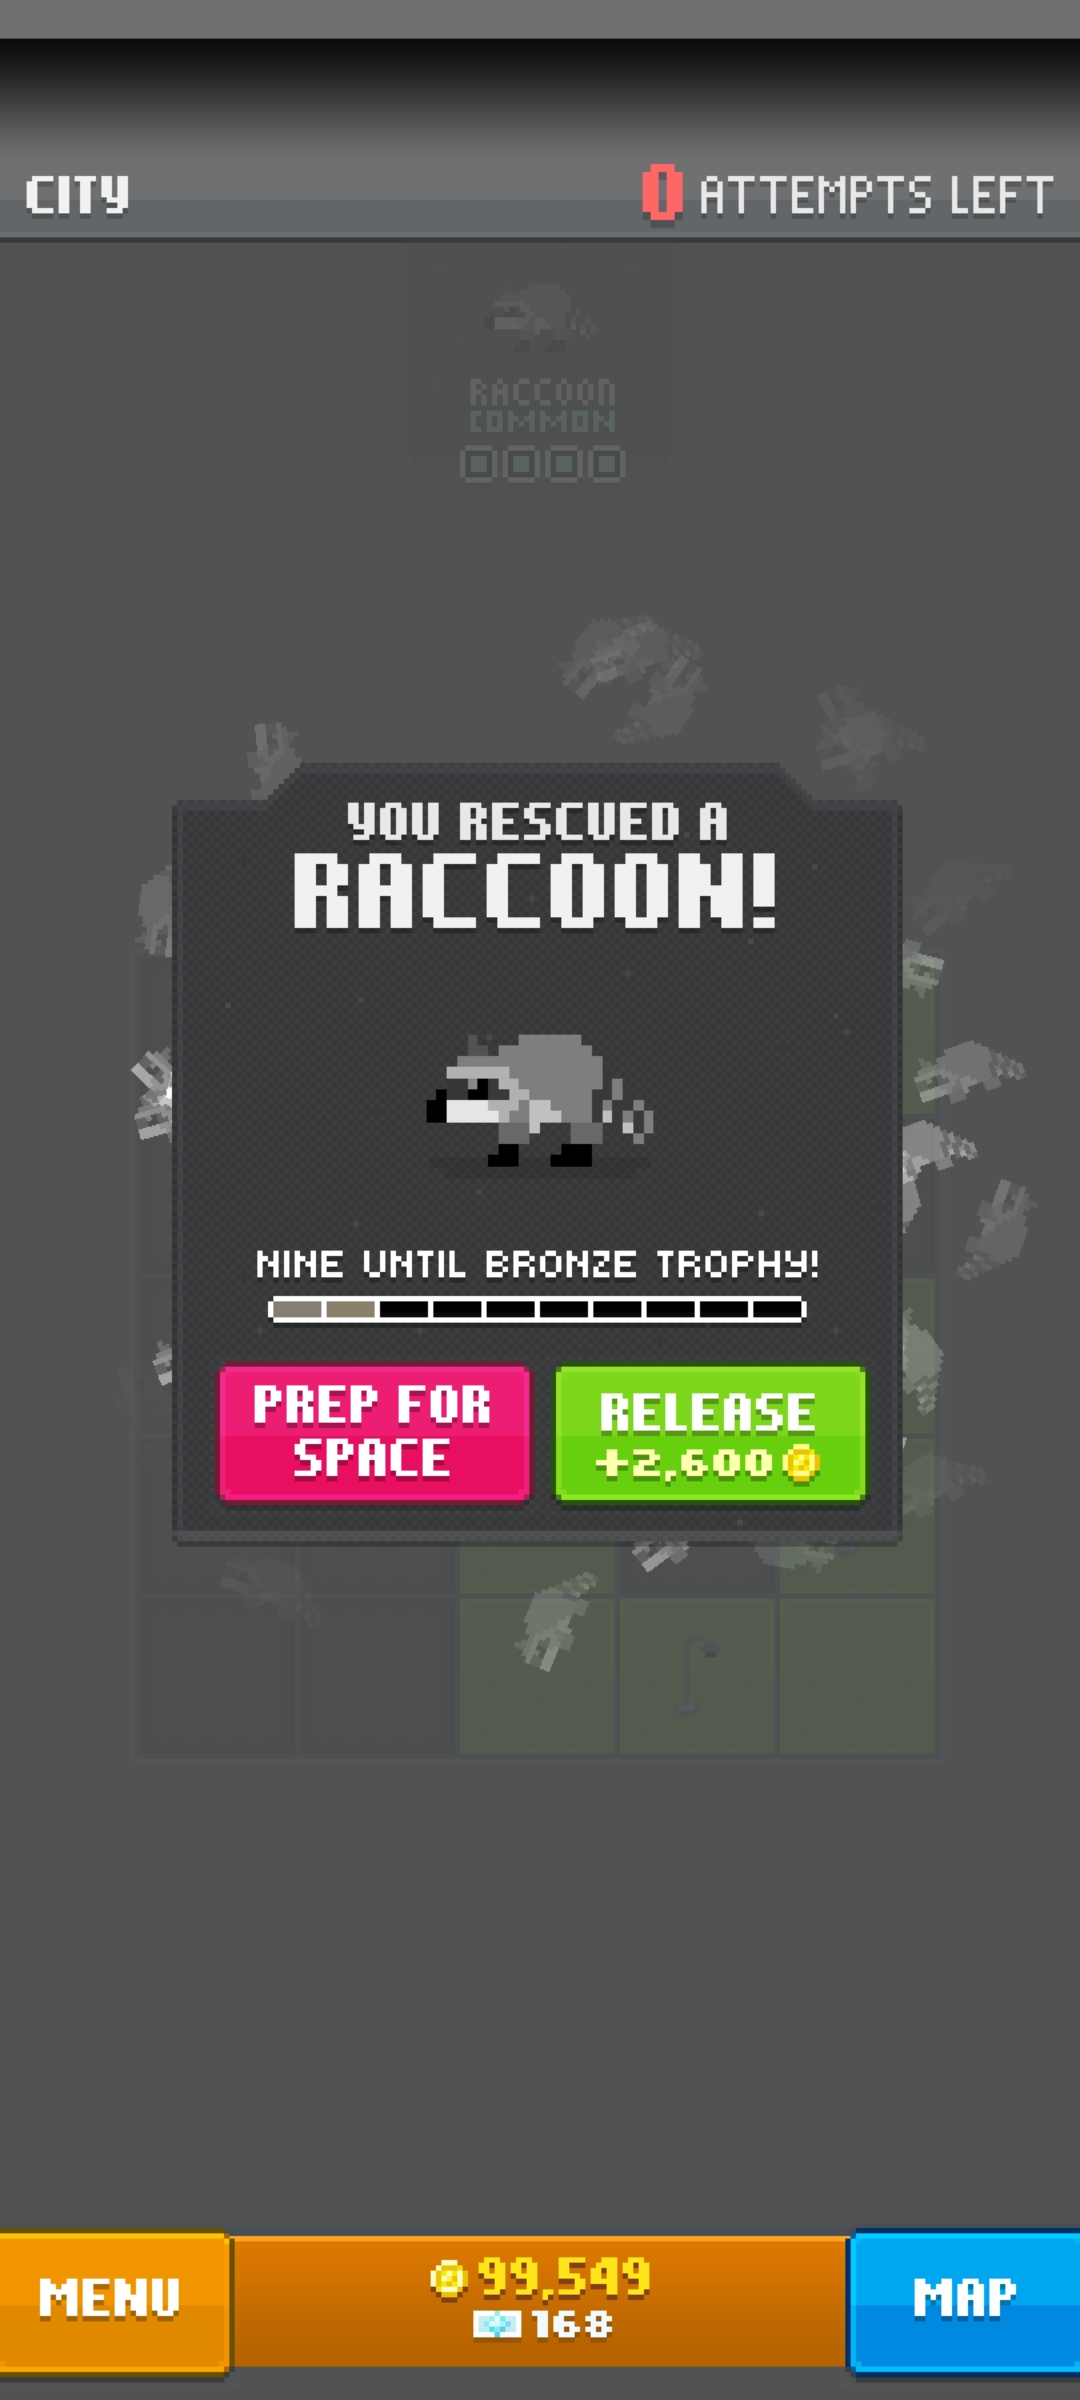 CITY
0 ATTEMPTS LEFT
RACCOON
COMMON
YOU RESCUED A
RACCOON!
NINE UNTIL BRONZE TROPHY!
PREP FOR
SPACE
RELEASE
+2,600
99,549
168
MENU
MAP